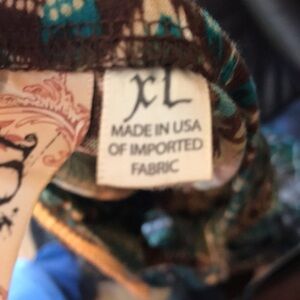 XL
MADE IN USA
OF IMPORTED
FABRIC